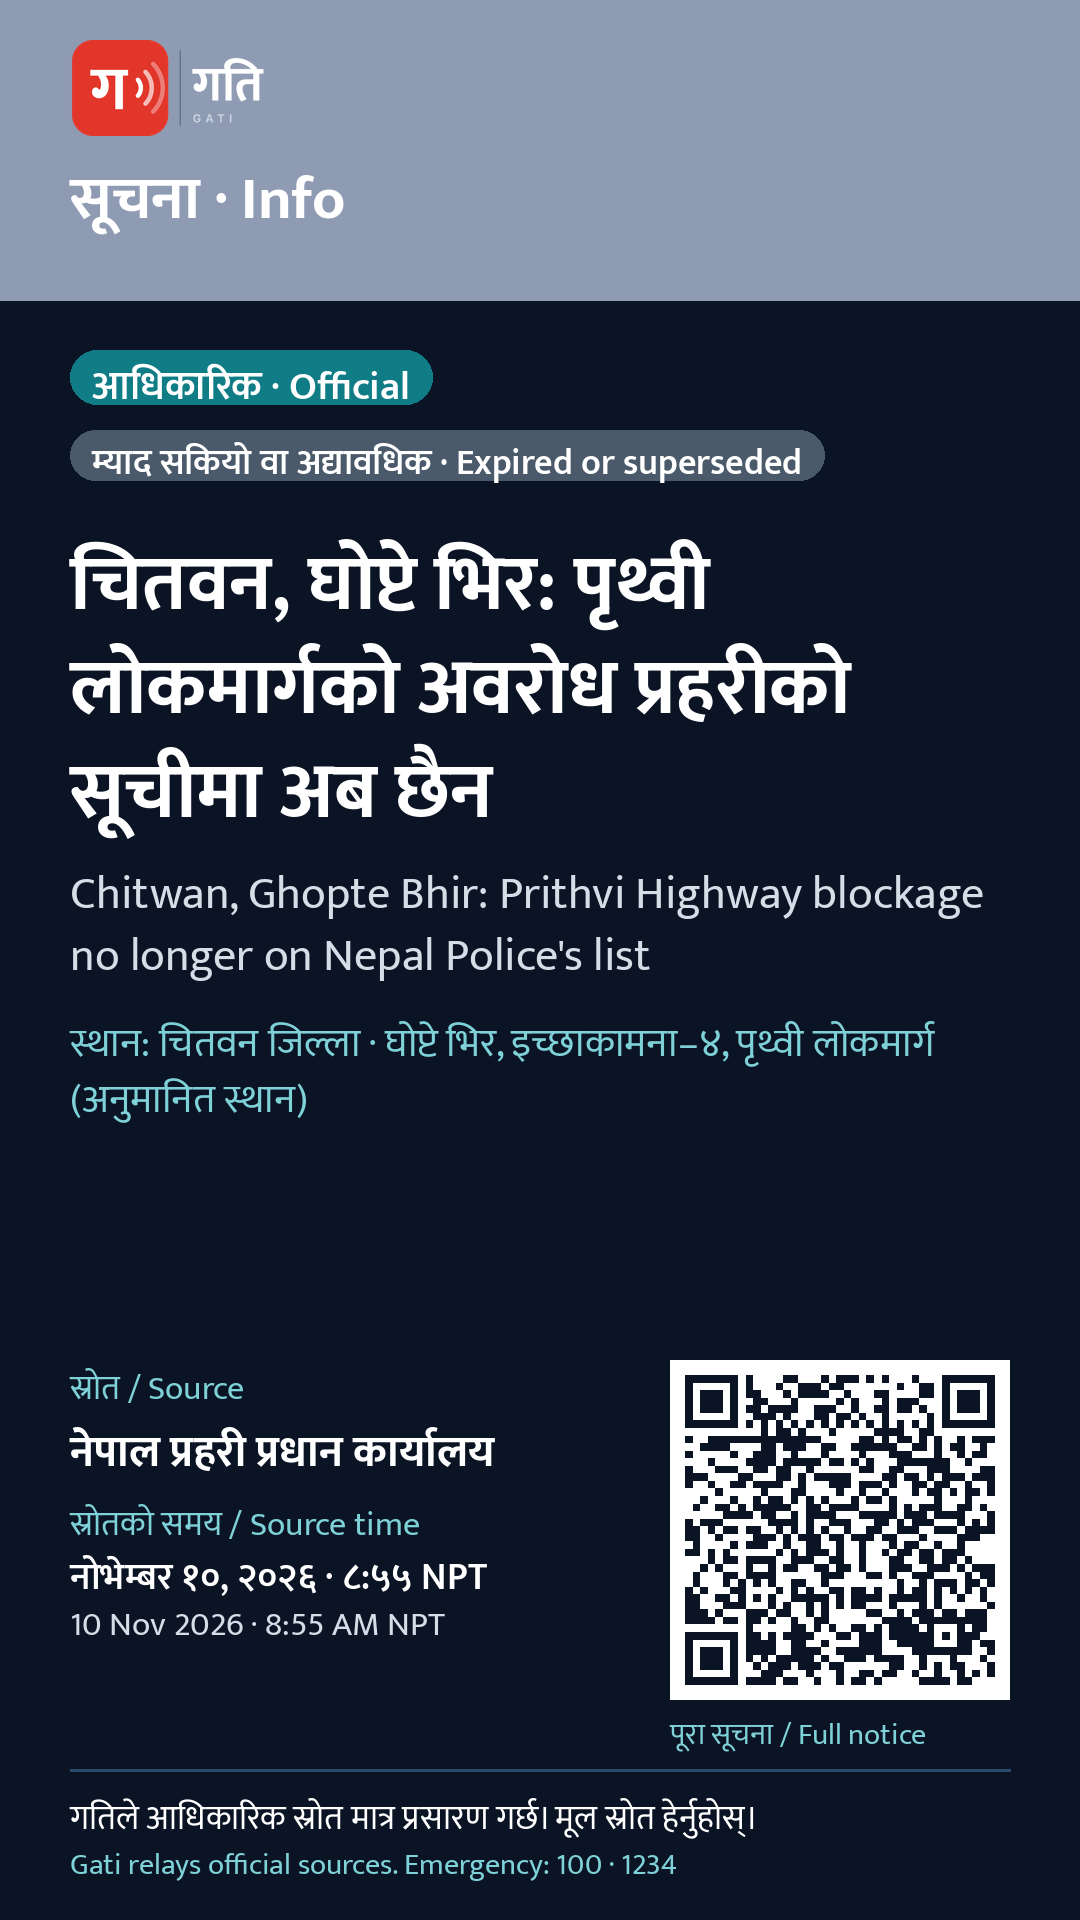 ग
गति
GATI
सूचना · Info
आधिकारिक · Official
म्याद सकियो वा अद्यावधिक · Expired or superseded
चितवन, घोप्टे भिर: पृथ्वी
लोकमार्गको अवरोध प्रहरीको
सूचीमा अब छैन
Chitwan, Ghopte Bhir: Prithvi Highway blockage
no longer on Nepal Police's list
स्थान: चितवन जिल्ला · घोप्टे भिर, इच्छाकामना–४, पृथ्वी लोकमार्ग
(अनुमानित स्थान)
स्रोत / Source
नेपाल प्रहरी प्रधान कार्यालय
स्रोतको समय / Source time
नोभेम्बर १०, २०२६ · ८:५५ NPT
10 Nov 2026 · 8:55 AM NPT
पूरा सूचना / Full notice
गतिले आधिकारिक स्रोत मात्र प्रसारण गर्छ। मूल स्रोत हेर्नुहोस्।
Gati relays official sources. Emergency: 100 · 1234